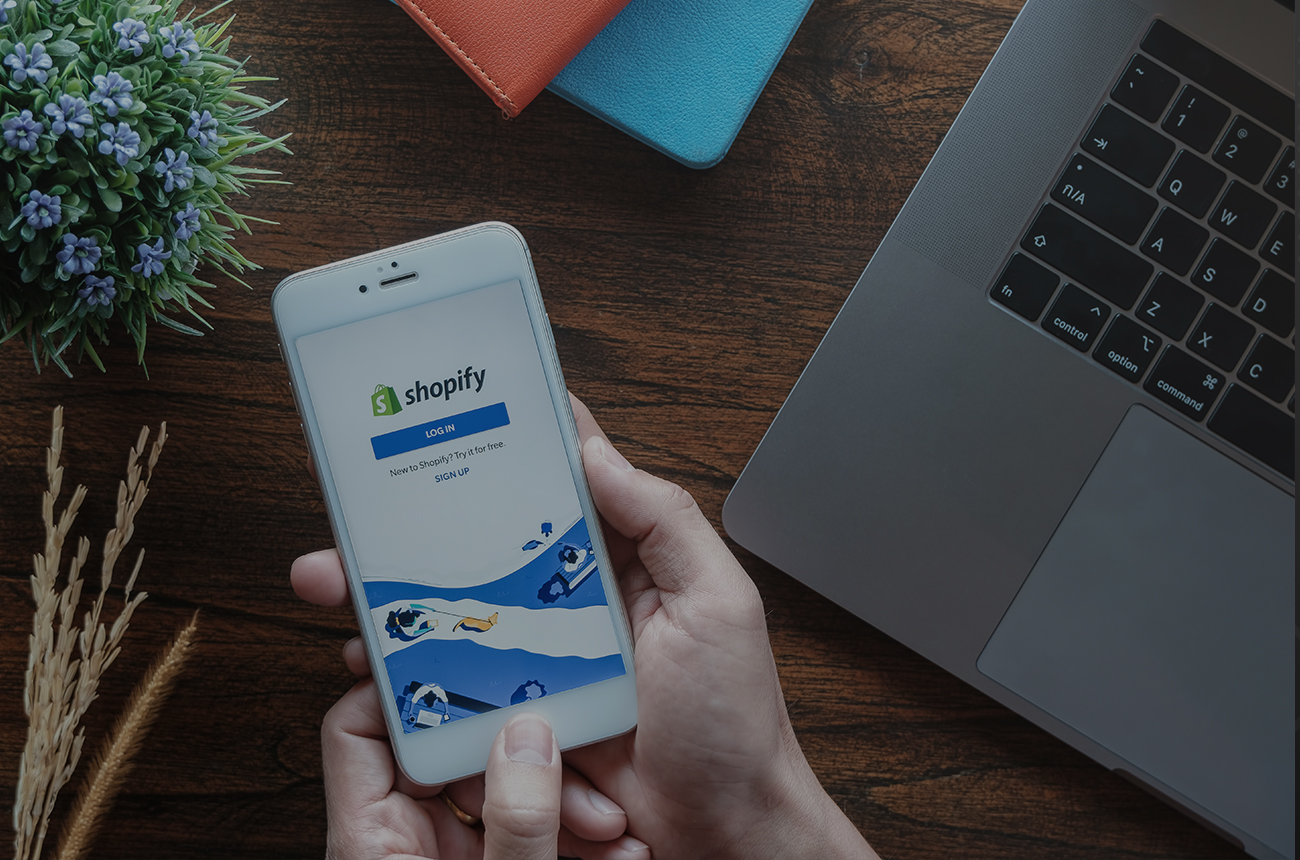 shopify
LOG IN
New to Shopify? Try it for free.
SIGN UP
~
! 1
@ 2
# 3
Q
W
E
n/A
A
S
D
Z
X
C
fn
control
option
command